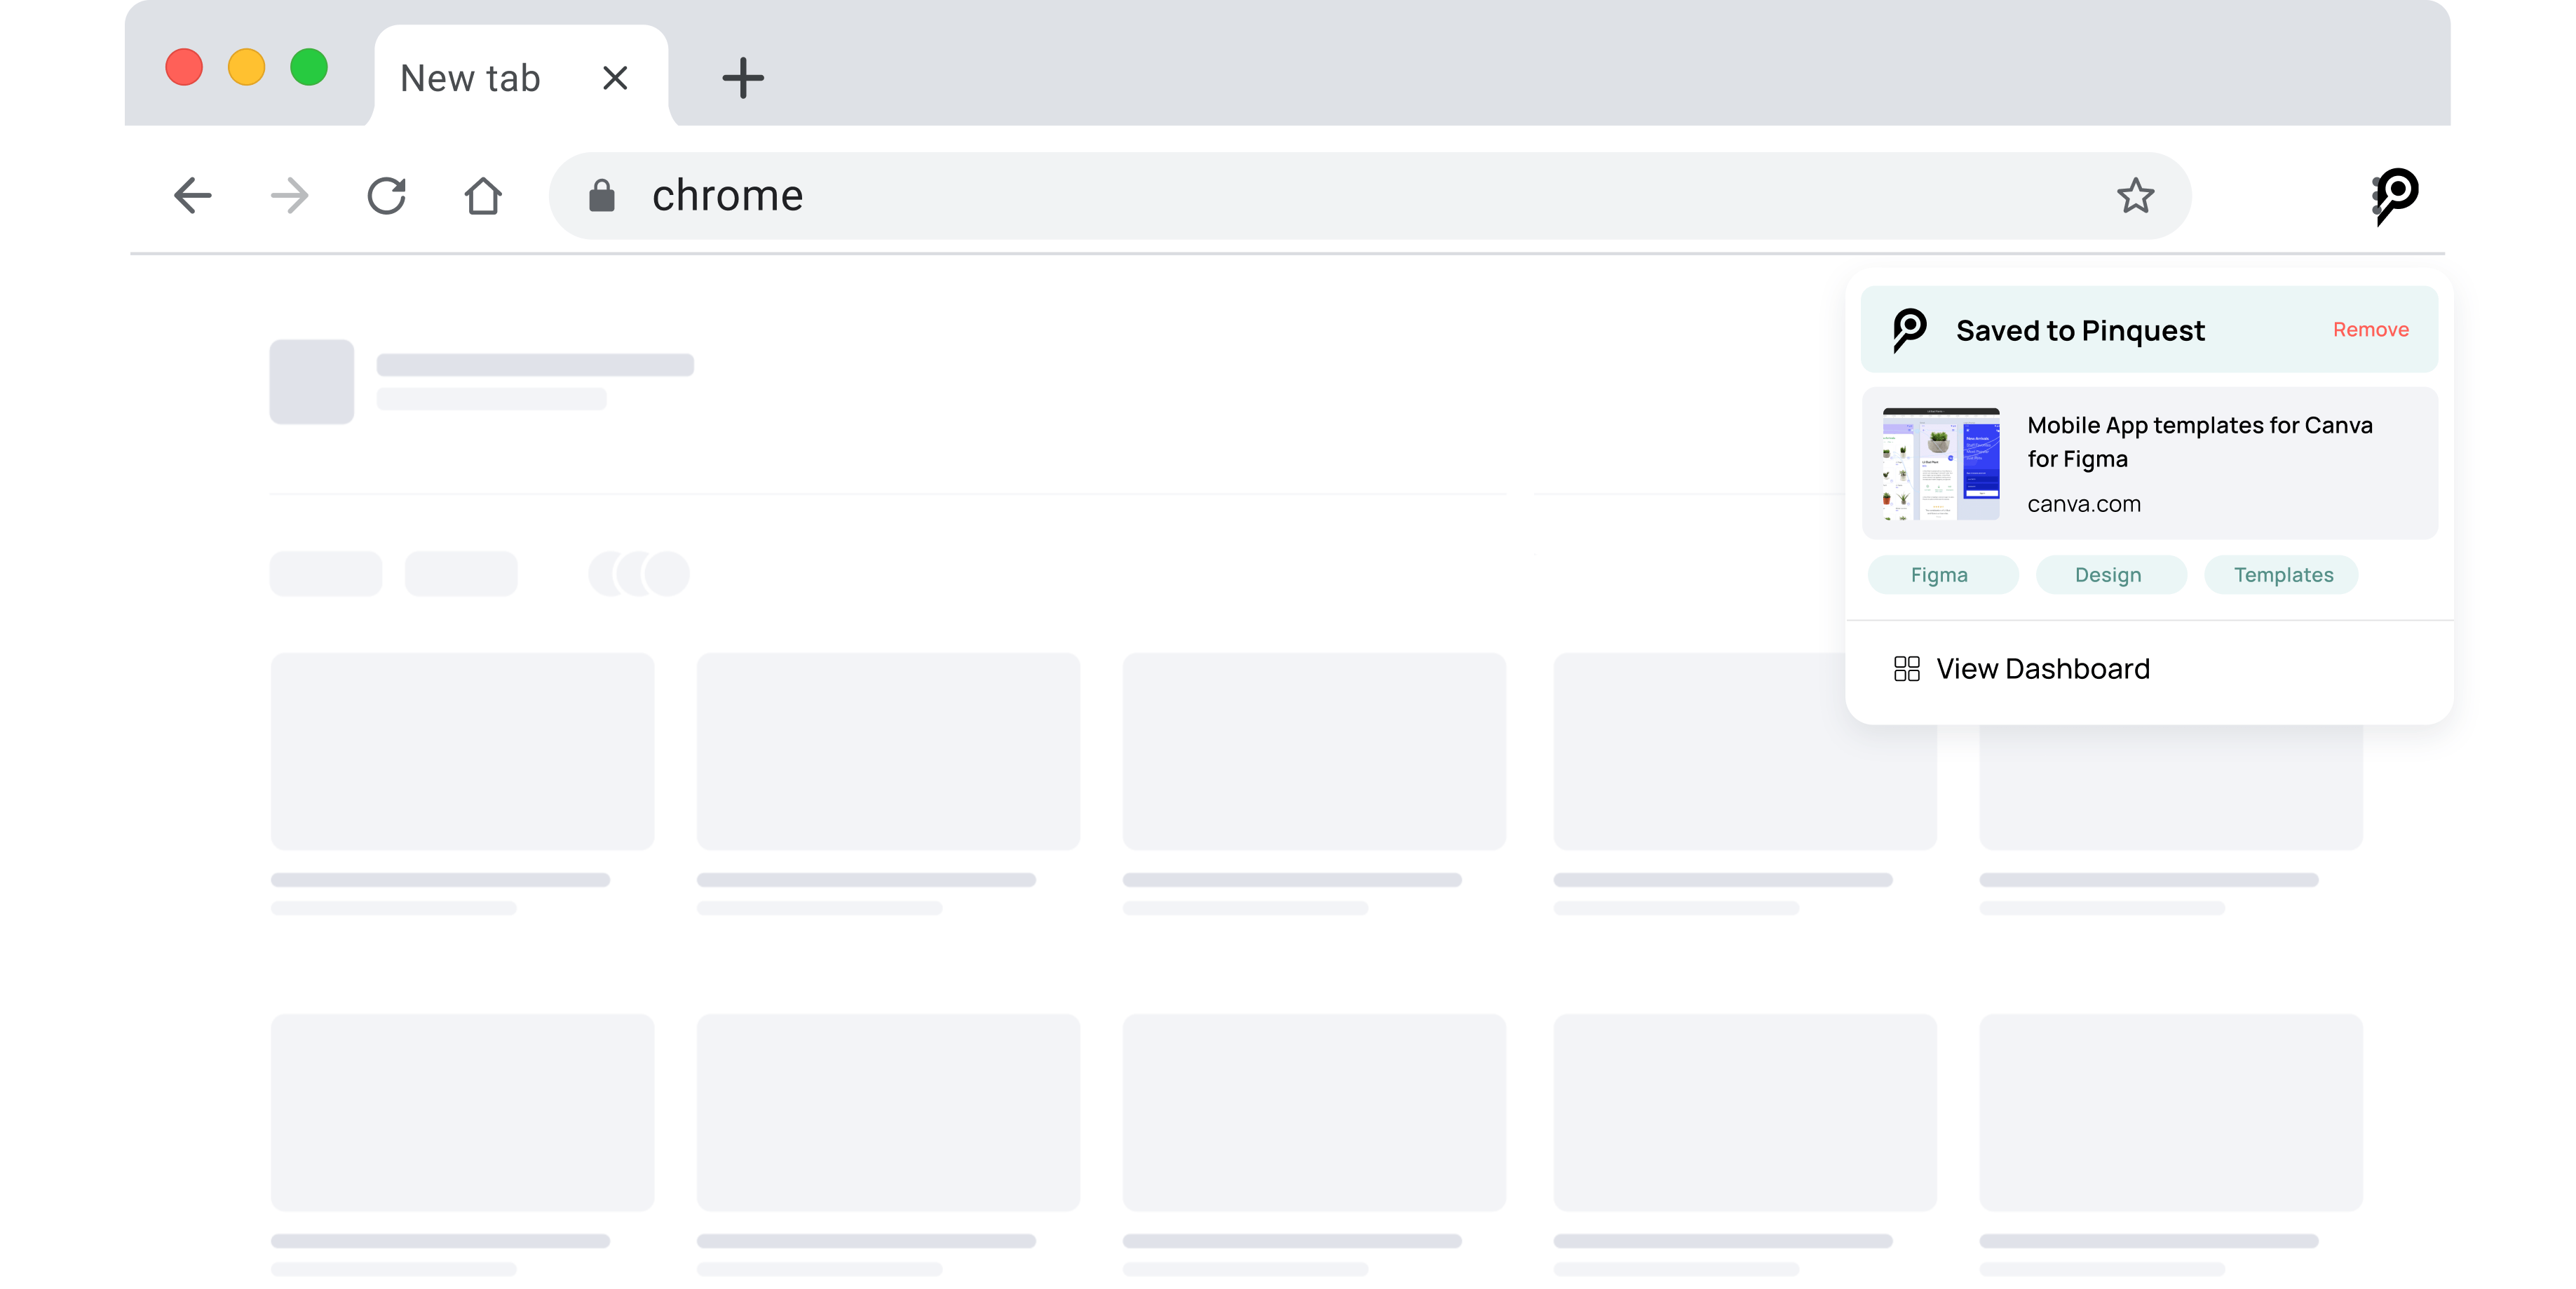 New tab
chrome
Saved to Pinquest
Remove
Mobile App templates for Canva
for Figma
canva.com
Figma
Design
Templates
View Dashboard